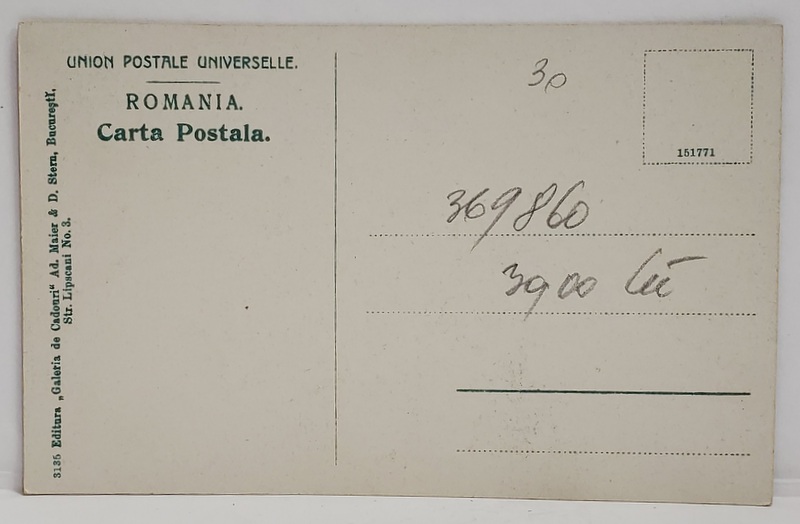 UNION POSTALE UNIVERSELLE.
ROMANIA.
Carta Postala.
3135 Editura „Galeria de Cadouri“ Ad. Maier & D. Stern, Bucureştĭ,
Str. Lipscani No. 3.
30
151771
369860
3900 lei